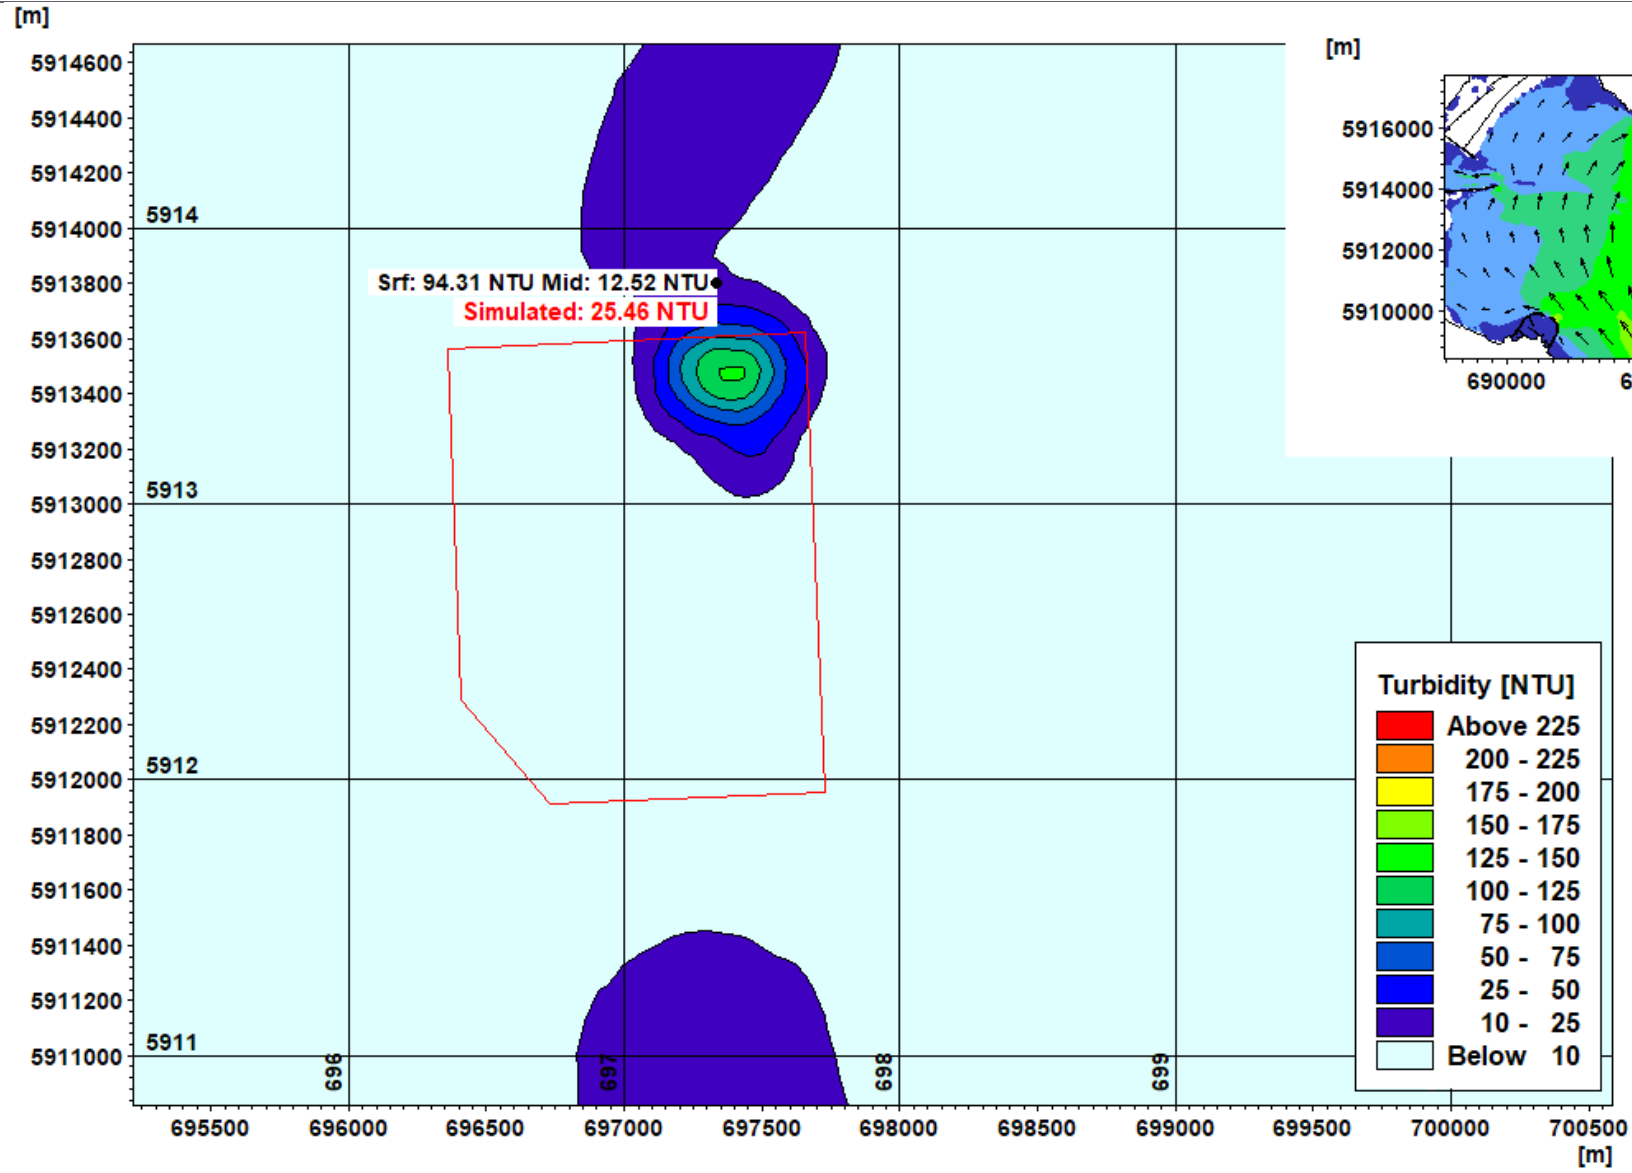 [m]
5914600
5914400
5914200
5914000
5913800
5913600
5913400
5913200
5913000
5912800
5912600
5912400
5912200
5912000
5911800
5911600
5911400
5911200
5911000
5914
5913
5912
5911
696
697
698
699
Srf: 94.31 NTU Mid: 12.52 NTU
Simulated: 25.46 NTU
695500 696000 696500 697000 697500 698000 698500 699000 699500 700000 700500
[m]
[m]
5916000
5914000
5912000
5910000
690000 6
Turbidity [NTU]
Above 225
200 - 225
175 - 200
150 - 175
125 - 150
100 - 125
75 - 100
50 - 75
25 - 50
10 - 25
Below 10